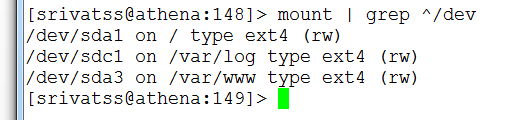 [srivatss@athena:148]> mount | grep ^/dev
/dev/sda1 on / type ext4 (rw)
/dev/sdc1 on /var/log type ext4 (rw)
/dev/sda3 on /var/www type ext4 (rw)
[srivatss@athena:149]>